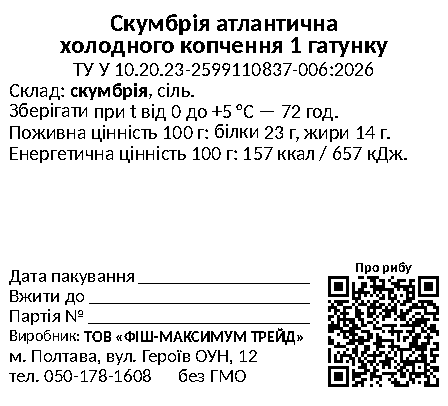 Скумбрія атлантична
холодного копчення 1 гатунку
ТУ У 10.20.23-2599110837-006:2026
Склад: скумбрія, сіль.
Зберігати при t від 0 до +5 °C — 72 год.
Поживна цінність 100 г: білки 23 г, жири 14 г.
Енергетична цінність 100 г: 157 ккал / 657 кДж.
Про рибу
Дата пакування
Вжити до
Партія №
Виробник: ТОВ «ФІШ-МАКСИМУМ ТРЕЙД»
м. Полтава, вул. Героїв ОУН, 12
тел. 050-178-1608 без ГМО